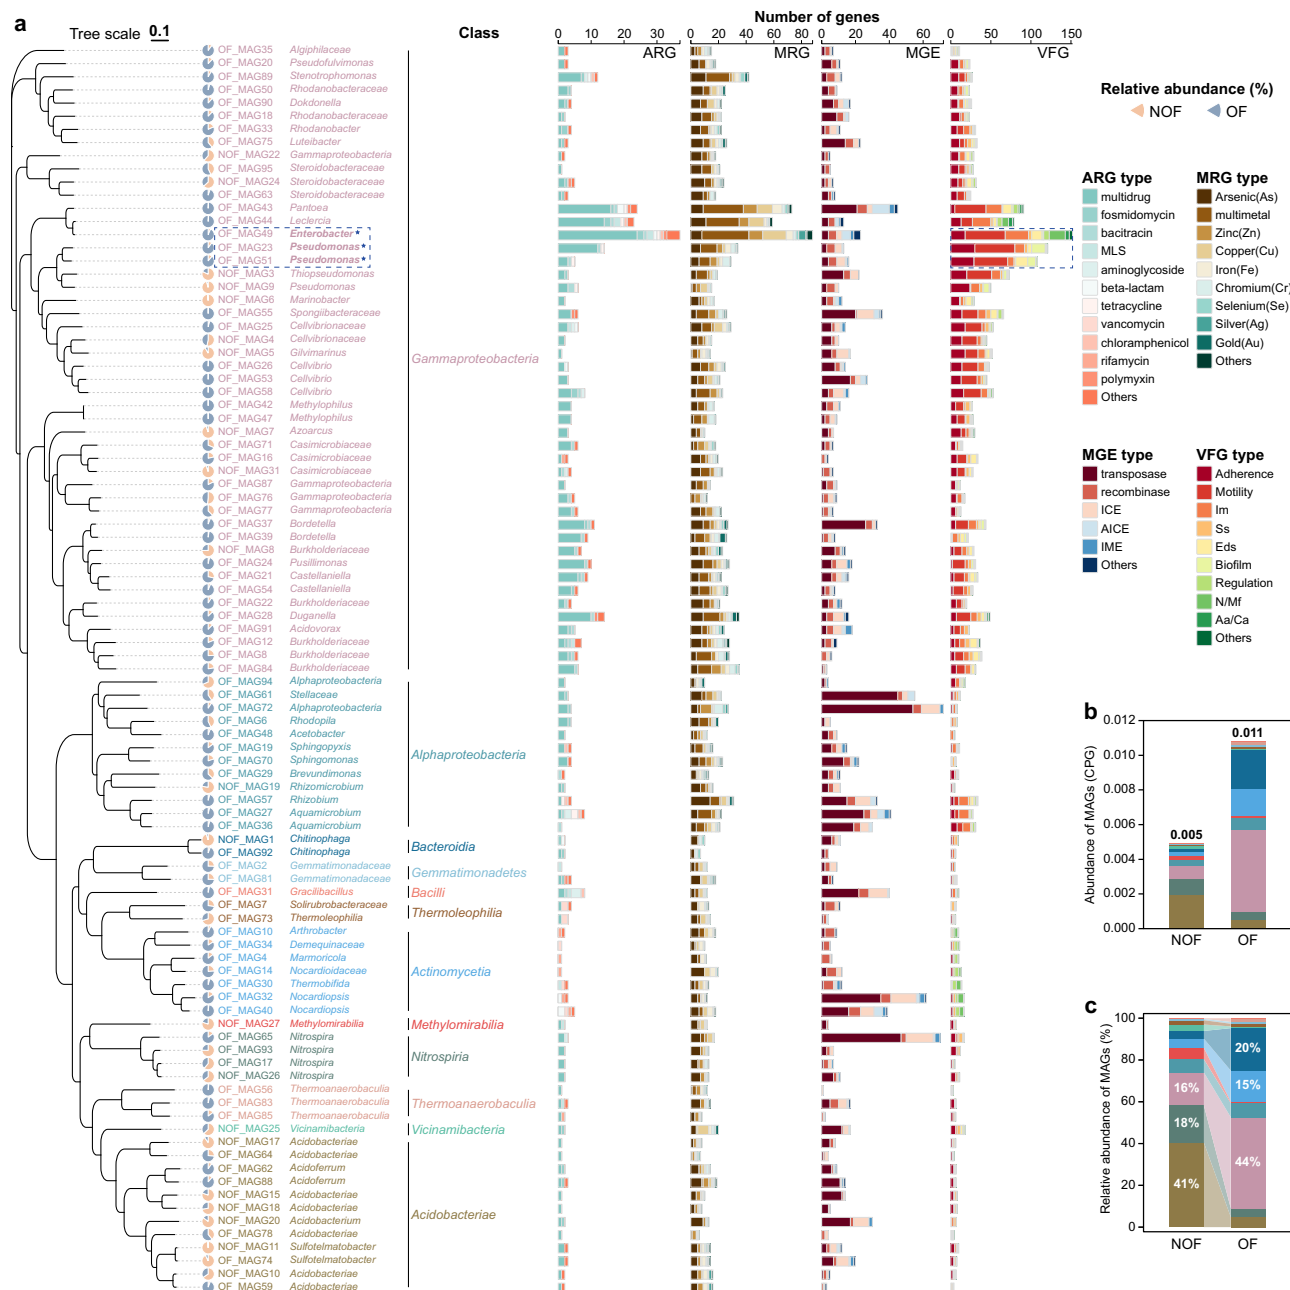 a
Tree scale 0.1
Class
Number of genes
0 10 20 30
ARG
0 20 40 60 80
MRG
0 20 40 60
MGE
0 50 100 150
VFG
OF_MAG35 Algiphilaceae
OF_MAG20 Pseudofulvimonas
OF_MAG89 Stenotrophomonas
OF_MAG50 Rhodanobacteraceae
OF_MAG90 Dokdonella
OF_MAG18 Rhodanobacteraceae
OF_MAG33 Rhodanobacter
OF_MAG75 Luteibacter
NOF_MAG22 Gammaproteobacteria
OF_MAG95 Steroidobacteraceae
NOF_MAG24 Steroidobacteraceae
OF_MAG63 Steroidobacteraceae
OF_MAG43 Pantoea
OF_MAG44 Leclercia
OF_MAG49 Enterobacter*
OF_MAG23 Pseudomonas*
OF_MAG51 Pseudomonas*
NOF_MAG3 Thiopseudomonas
NOF_MAG9 Pseudomonas
NOF_MAG6 Marinobacter
OF_MAG55 Spongiibacteraceae
OF_MAG25 Cellvibrionaceae
NOF_MAG4 Cellvibrionaceae
NOF_MAG5 Gilvimarinus
OF_MAG26 Cellvibrio
OF_MAG53 Cellvibrio
OF_MAG58 Cellvibrio
OF_MAG42 Methylophilus
OF_MAG47 Methylophilus
NOF_MAG7 Azoarcus
OF_MAG71 Casimicrobiaceae
OF_MAG16 Casimicrobiaceae
NOF_MAG31 Casimicrobiaceae
OF_MAG87 Gammaproteobacteria
OF_MAG76 Gammaproteobacteria
OF_MAG77 Gammaproteobacteria
OF_MAG37 Bordetella
OF_MAG39 Bordetella
NOF_MAG8 Burkholderiaceae
OF_MAG24 Pusillimonas
OF_MAG21 Castellaniella
OF_MAG54 Castellaniella
OF_MAG22 Burkholderiaceae
OF_MAG28 Duganella
OF_MAG91 Acidovorax
OF_MAG12 Burkholderiaceae
OF_MAG8 Burkholderiaceae
OF_MAG84 Burkholderiaceae
Gammaproteobacteria
OF_MAG94 Alphaproteobacteria
OF_MAG61 Stellaceae
OF_MAG72 Alphaproteobacteria
OF_MAG6 Rhodopila
OF_MAG48 Acetobacter
OF_MAG19 Sphingopyxis
OF_MAG70 Sphingomonas
OF_MAG29 Brevundimonas
NOF_MAG19 Rhizomicrobium
OF_MAG57 Rhizobium
OF_MAG27 Aquamicrobium
OF_MAG36 Aquamicrobium
Alphaproteobacteria
NOF_MAG1 Chitinophaga
OF_MAG92 Chitinophaga
Bacteroidia
OF_MAG2 Gemmatimonadaceae
OF_MAG81 Gemmatimonadaceae
Gemmatimonadetes
OF_MAG31 Gracilibacillus
Bacilli
OF_MAG7 Solirubrobacteraceae
OF_MAG73 Thermoleophilia
Thermoleophilia
OF_MAG10 Arthrobacter
OF_MAG34 Demequinaceae
OF_MAG4 Marmoricola
OF_MAG14 Nocardioidaceae
OF_MAG30 Thermobifida
OF_MAG32 Nocardiopsis
OF_MAG40 Nocardiopsis
Actinomycetia
NOF_MAG27 Methylomirabilia
Methylomirabilia
OF_MAG65 Nitrospira
OF_MAG93 Nitrospira
OF_MAG17 Nitrospira
NOF_MAG26 Nitrospira
Nitrospiria
OF_MAG56 Thermoanaerobaculia
OF_MAG83 Thermoanaerobaculia
OF_MAG85 Thermoanaerobaculia
Thermoanaerobaculia
NOF_MAG25 Vicinamibacteria
Vicinamibacteria
NOF_MAG17 Acidobacteriae
OF_MAG64 Acidobacteriae
OF_MAG62 Acidoferrum
OF_MAG88 Acidoferrum
NOF_MAG15 Acidobacteriae
NOF_MAG18 Acidobacteriae
NOF_MAG20 Acidobacterium
OF_MAG78 Acidobacteriae
NOF_MAG11 Sulfotelmatobacter
OF_MAG74 Sulfotelmatobacter
NOF_MAG10 Acidobacteriae
OF_MAG59 Acidobacteriae
Acidobacteriae
Relative abundance (%)
NOF OF
ARG type
multidrug
fosmidomycin
bacitracin
MLS
aminoglycoside
beta-lactam
tetracycline
vancomycin
chloramphenicol
rifamycin
polymyxin
Others
MRG type
Arsenic(As)
multimetal
Zinc(Zn)
Copper(Cu)
Iron(Fe)
Chromium(Cr)
Selenium(Se)
Silver(Ag)
Gold(Au)
Others
MGE type
transposase
recombinase
ICE
AICE
IME
Others
VFG type
Adherence
Motility
Im
Ss
Eds
Biofilm
Regulation
N/Mf
Aa/Ca
Others
b
Abundance of MAGs (CPG)
0.012
0.010
0.008
0.006
0.004
0.002
0.000
0.005
0.011
NOF OF
c
Relative abundance of MAGs (%)
100
80
60
40
20
0
16%
18%
41%
20%
15%
44%
NOF OF